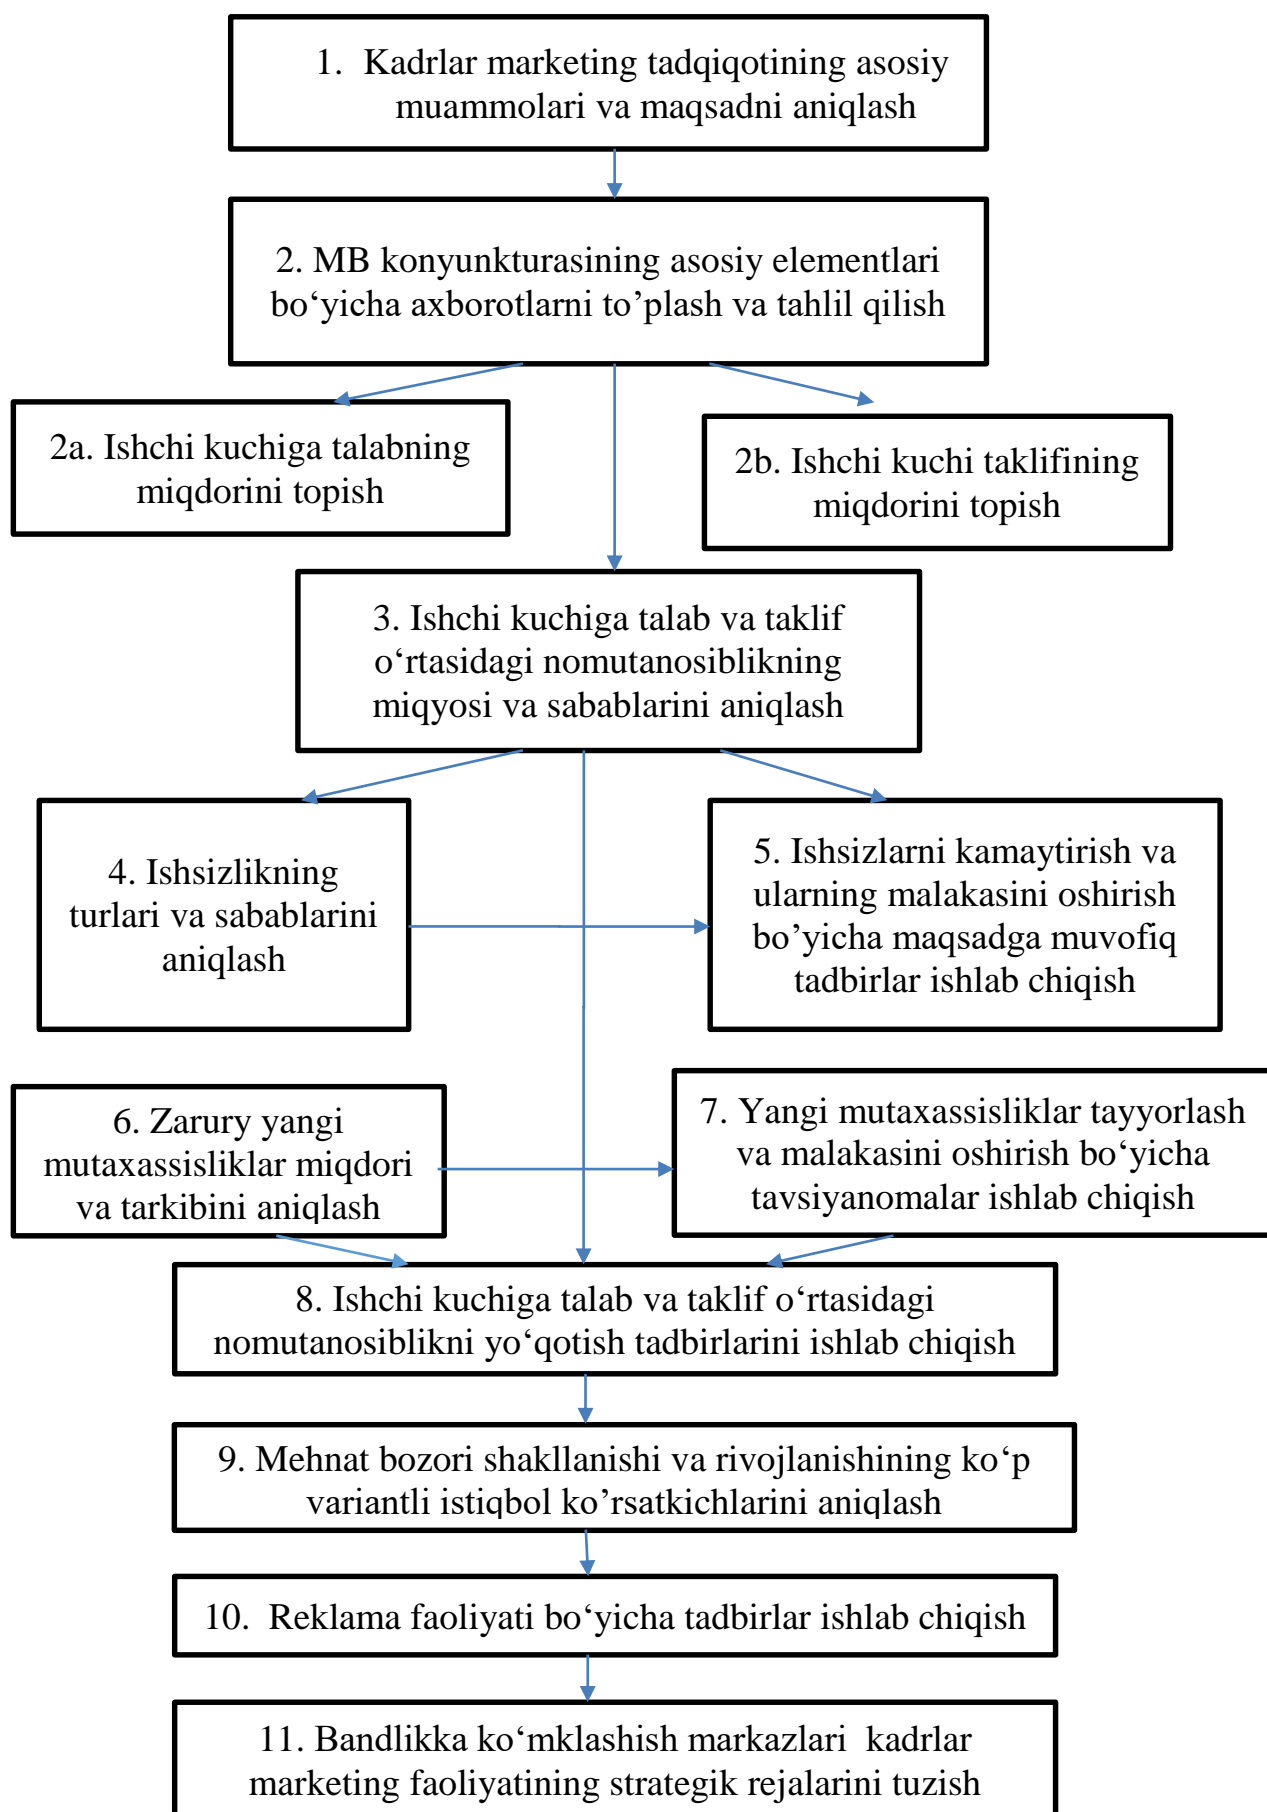 1. Kadrlar marketing tadqiqotining asosiy
muammolari va maqsadni aniqlash
2. MB konyunkturasining asosiy elementlari
bo‘yicha axborotlarni to’plash va tahlil qilish
2a. Ishchi kuchiga talabning
miqdorini topish
2b. Ishchi kuchi taklifining
miqdorini topish
3. Ishchi kuchiga talab va taklif
o‘rtasidagi nomutanosiblikning
miqyosi va sabablarini aniqlash
4. Ishsizlikning
turlari va sabablarini
aniqlash
5. Ishsizlarni kamaytirish va
ularning malakasini oshirish
bo’yicha maqsadga muvofiq
tadbirlar ishlab chiqish
6. Zarury yangi
mutaxassisliklar miqdori
va tarkibini aniqlash
7. Yangi mutaxassisliklar tayyorlash
va malakasini oshirish bo‘yicha
tavsiyanomalar ishlab chiqish
8. Ishchi kuchiga talab va taklif o‘rtasidagi
nomutanosiblikni yo‘qotish tadbirlarini ishlab chiqish
9. Mehnat bozori shakllanishi va rivojlanishining ko‘p
variantli istiqbol ko’rsatkichlarini aniqlash
10. Reklama faoliyati bo‘yicha tadbirlar ishlab chiqish
11. Bandlikka ko‘mklashish markazlari kadrlar
marketing faoliyatining strategik rejalarini tuzish